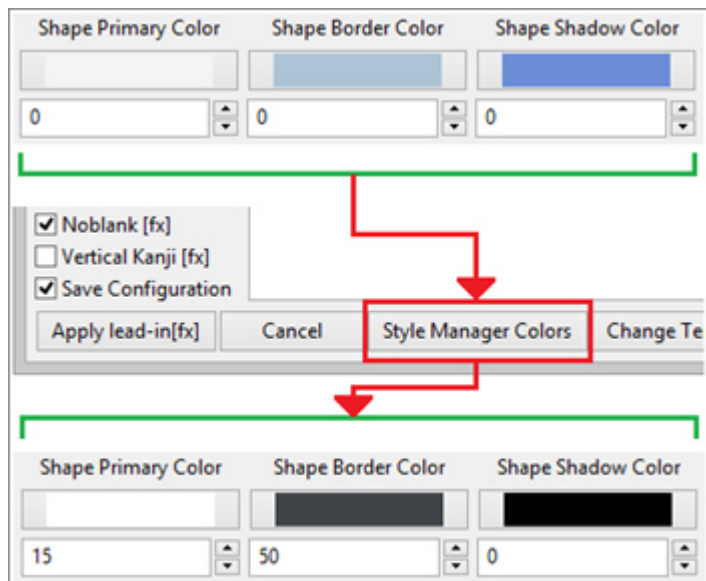 Shape Primary Color Shape Border Color Shape Shadow Color
0 0 0
Noblank [fx]
Vertical Kanji [fx]
Save Configuration
Apply lead-in[fx] Cancel Style Manager Colors Change Te
Shape Primary Color Shape Border Color Shape Shadow Color
15 50 0